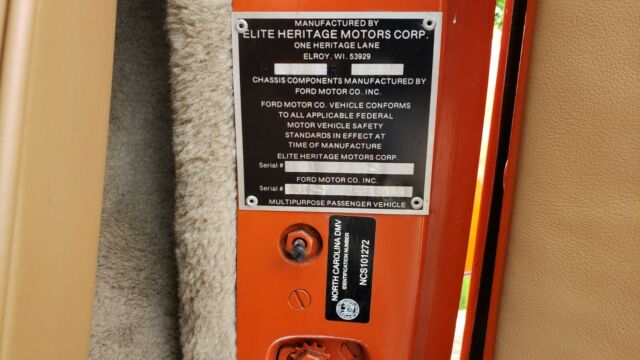 MANUFACTURED BY
ELITE HERITAGE MOTORS CORP.
ONE HERITAGE LANE
ELROY, WI. 53929
CHASSIS COMPONENTS MANUFACTURED BY
FORD MOTOR CO. INC.
FORD MOTOR CO. VEHICLE CONFORMS
TO ALL APPLICABLE FEDERAL
MOTOR VEHICLE SAFETY
STANDARDS IN EFFECT AT
TIME OF MANUFACTURE
ELITE HERITAGE MOTORS CORP.
Serial #
FORD MOTOR CO. INC.
Serial #
MULTIPURPOSE PASSENGER VEHICLE
NORTH CAROLINA DMV
IDENTIFICATION NUMBER
NCS101272